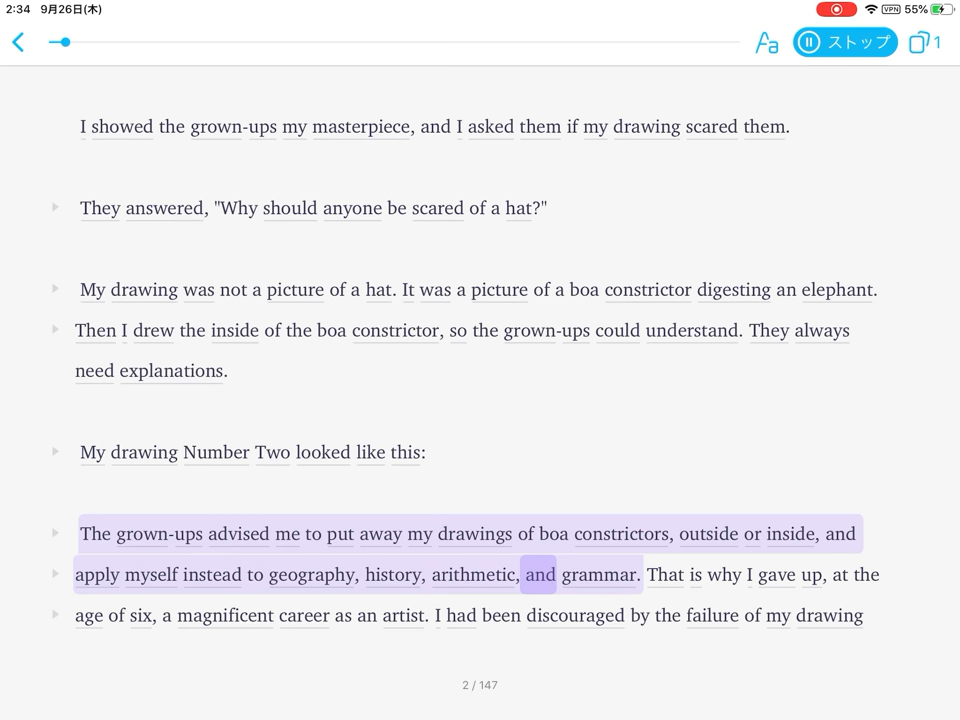 2:34 9月26日(木)
VPN 55%
ストップ 1
I showed the grown-ups my masterpiece, and I asked them if my drawing scared them.
They answered, "Why should anyone be scared of a hat?"
My drawing was not a picture of a hat. It was a picture of a boa constrictor digesting an elephant.
Then I drew the inside of the boa constrictor, so the grown-ups could understand. They always
need explanations.
My drawing Number Two looked like this:
The grown-ups advised me to put away my drawings of boa constrictors, outside or inside, and
apply myself instead to geography, history, arithmetic, and grammar. That is why I gave up, at the
age of six, a magnificent career as an artist. I had been discouraged by the failure of my drawing
2 / 147